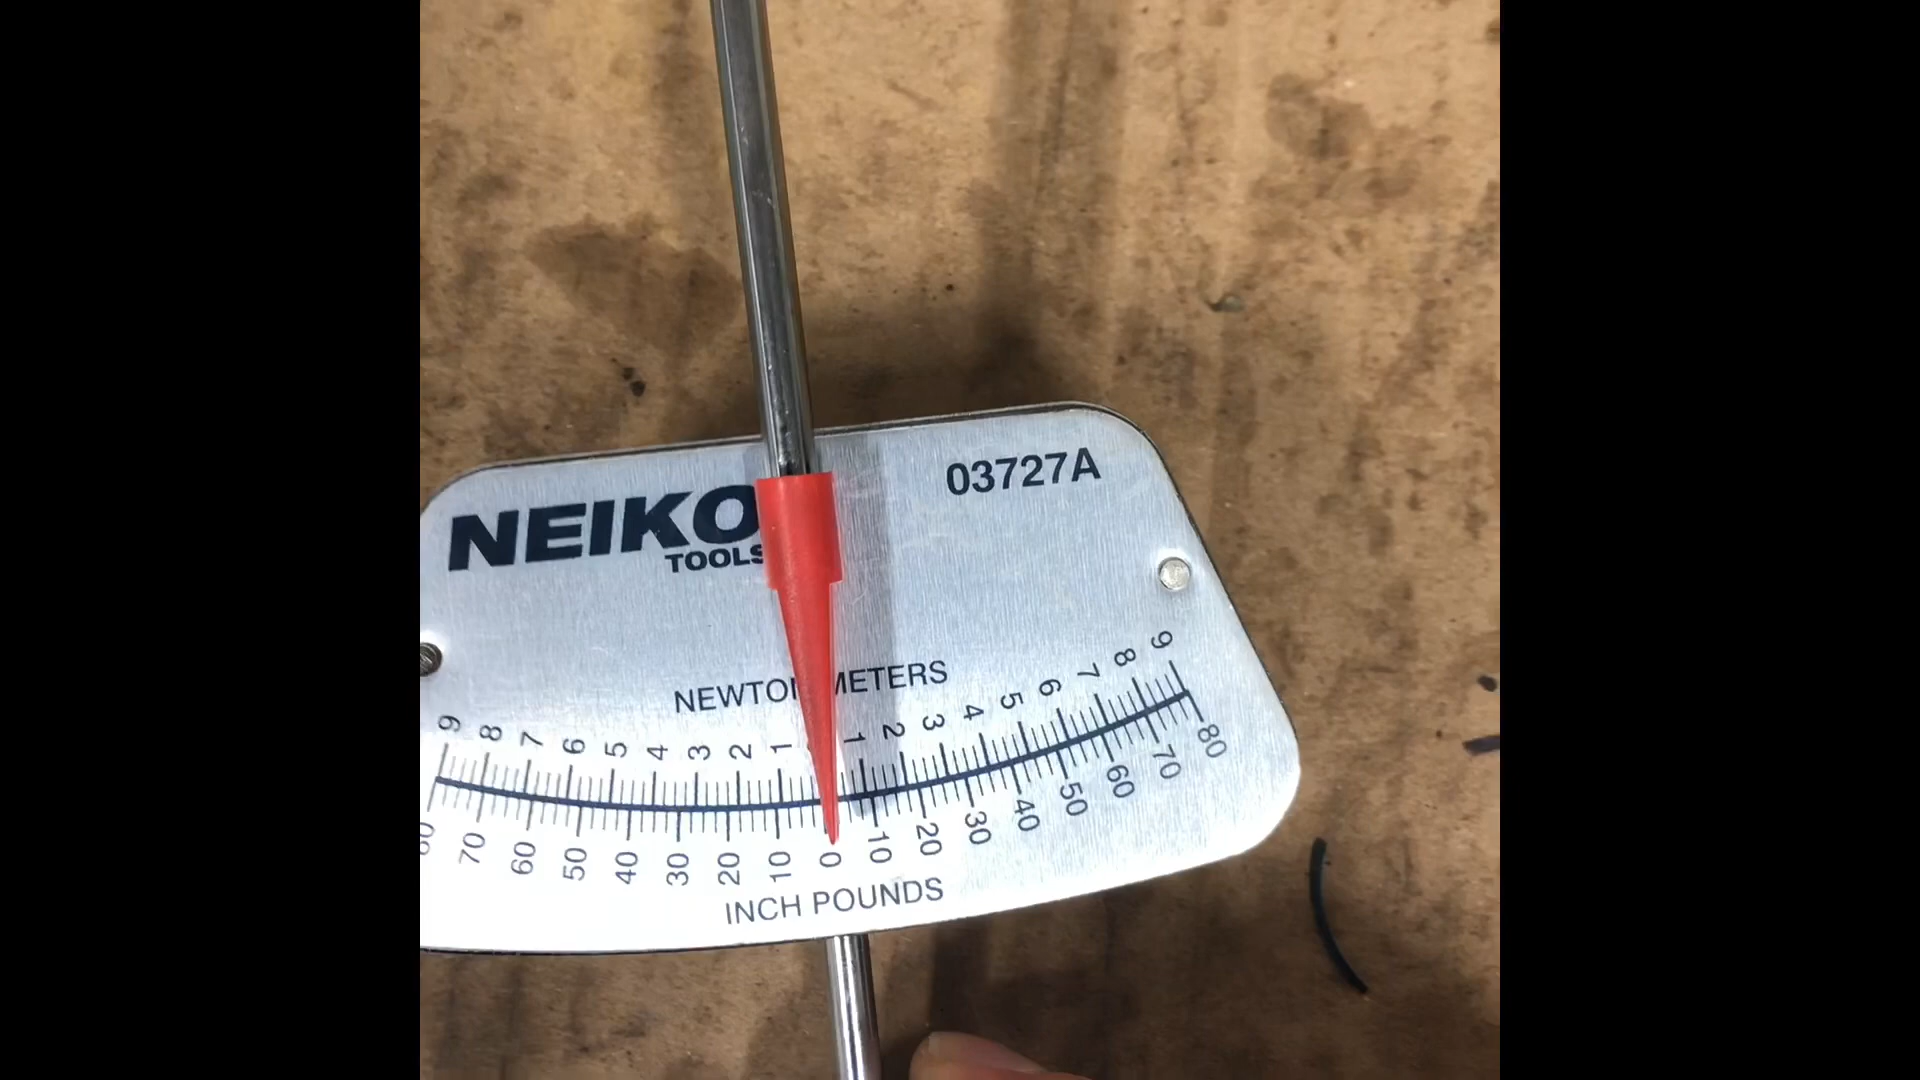 NEIKO
TOOLS
03727A
NEWTON METERS
9 8 7 6 5 4 3 2 1 1 2 3 4 5 6 7 8 9
80 70 60 50 40 30 20 10 0 10 20 30 40 50 60 70 80
INCH POUNDS